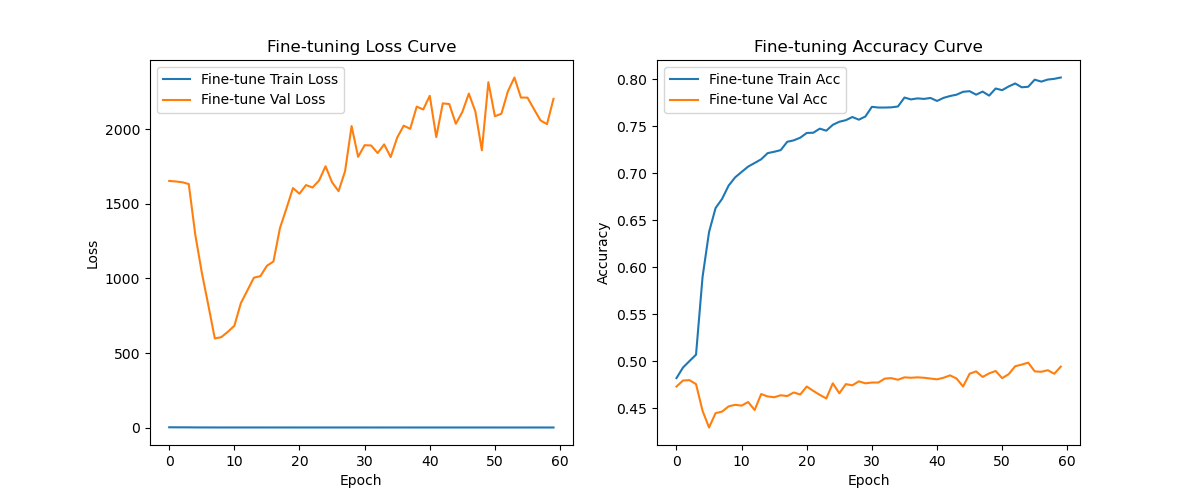 Fine-tuning Loss Curve
Fine-tune Train Loss
Fine-tune Val Loss
2000
1500
1000
500
0
Loss
0 10 20 30 40 50 60
Epoch
Fine-tuning Accuracy Curve
Fine-tune Train Acc
Fine-tune Val Acc
0.80
0.75
0.70
0.65
0.60
0.55
0.50
0.45
Accuracy
0 10 20 30 40 50 60
Epoch